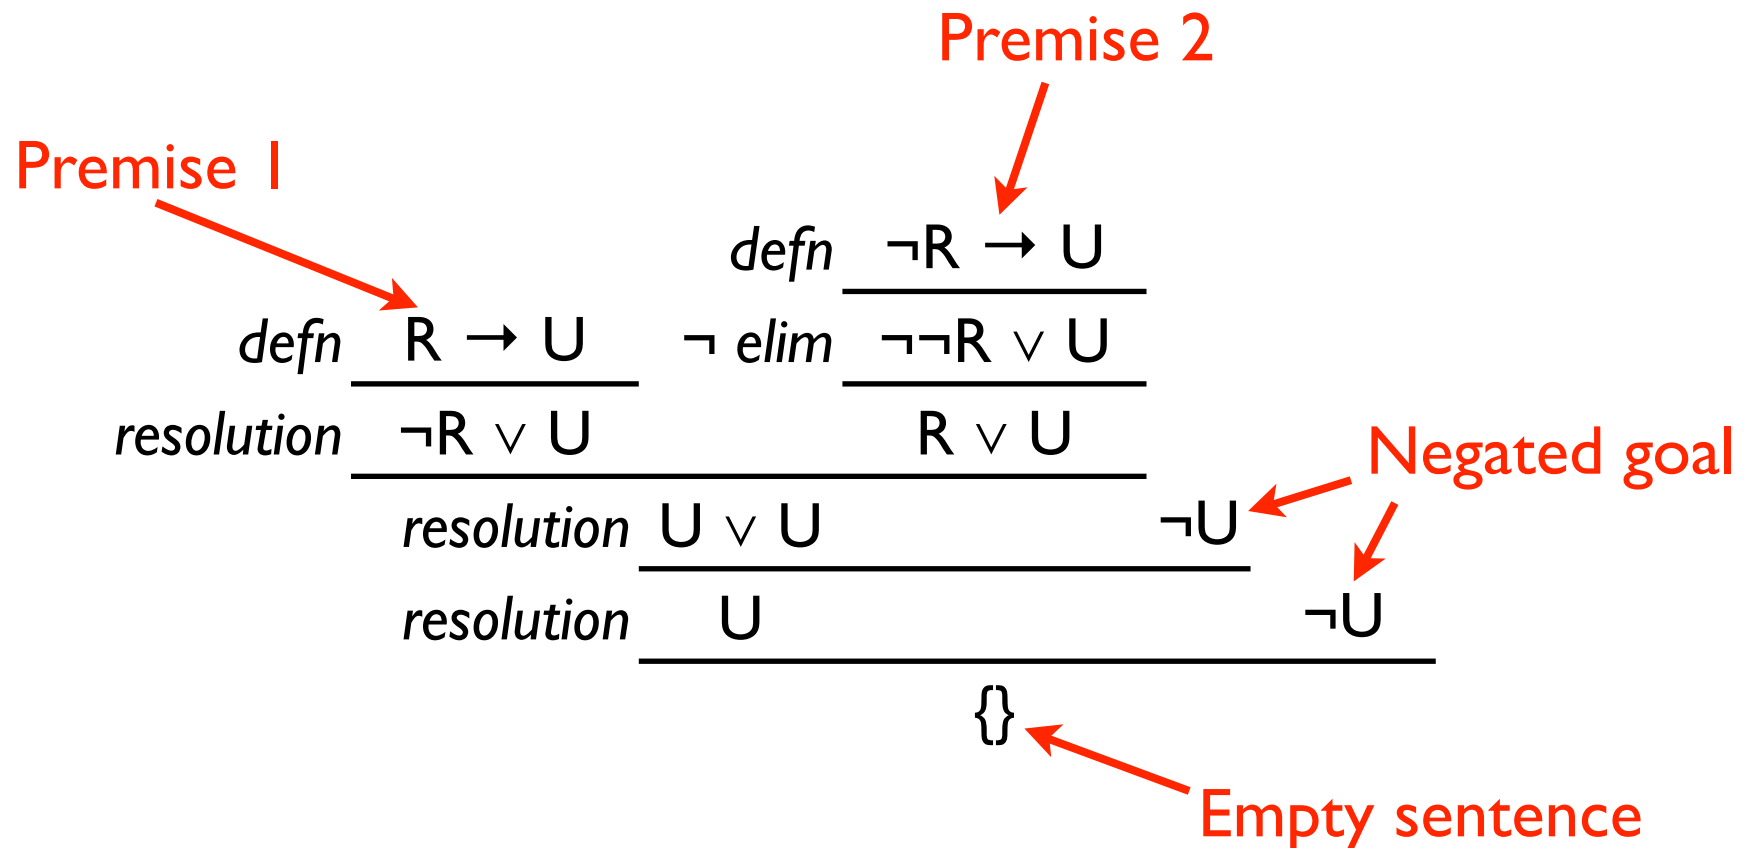 Premise 2
Premise 1
defn ¬R → U
defn R → U ¬ elim ¬¬R ∨ U
resolution ¬R ∨ U R ∨ U
Negated goal
resolution U ∨ U ¬U
resolution U ¬U
{}
Empty sentence